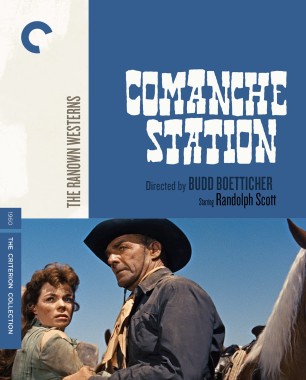 COMANCHE
STATION
Directed by BUDD BOETTICHER
Starring Randolph Scott
THE RANOWN WESTERNS
1960
THE CRITERION COLLECTION